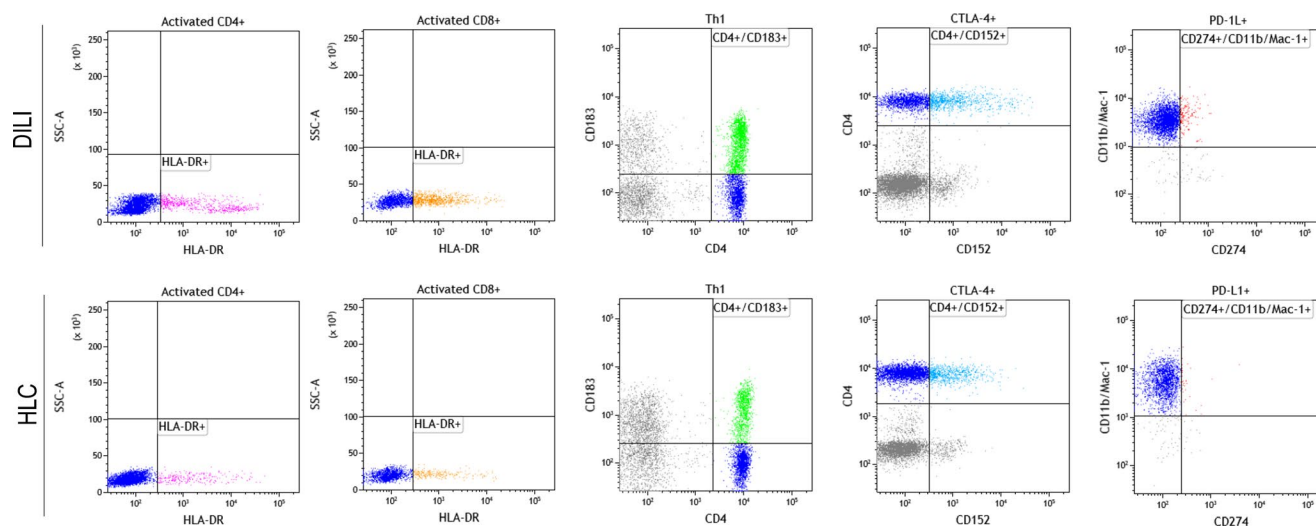 DILI
Activated CD4+
(x 10³)
SSC-A
250
200
150
100
50
0
HLA-DR+
10² 10³ 10⁴ 10⁵
HLA-DR
Activated CD8+
(x 10³)
SSC-A
250
200
150
100
50
0
HLA-DR+
10² 10³ 10⁴ 10⁵
HLA-DR
Th1
CD4+/CD183+
CD183
10⁵
10⁴
10³
10²
10² 10³ 10⁴ 10⁵
CD4
CTLA-4+
CD4+/CD152+
CD4
10⁵
10⁴
10³
10²
10² 10³ 10⁴ 10⁵
CD152
PD-1L+
CD274+/CD11b/Mac-1+
CD11b/Mac-1
10⁵
10⁴
10³
10²
10² 10³ 10⁴ 10⁵
CD274
HLC
Activated CD4+
(x 10³)
SSC-A
250
200
150
100
50
0
HLA-DR+
10² 10³ 10⁴ 10⁵
HLA-DR
Activated CD8+
(x 10³)
SSC-A
250
200
150
100
50
0
HLA-DR+
10² 10³ 10⁴ 10⁵
HLA-DR
Th1
CD4+/CD183+
CD183
10⁵
10⁴
10³
10²
10² 10³ 10⁴ 10⁵
CD4
CTLA-4+
CD4+/CD152+
CD4
10⁵
10⁴
10³
10²
10² 10³ 10⁴ 10⁵
CD152
PD-L1+
CD274+/CD11b/Mac-1+
CD11b/Mac-1
10⁵
10⁴
10³
10²
10² 10³ 10⁴ 10⁵
CD274